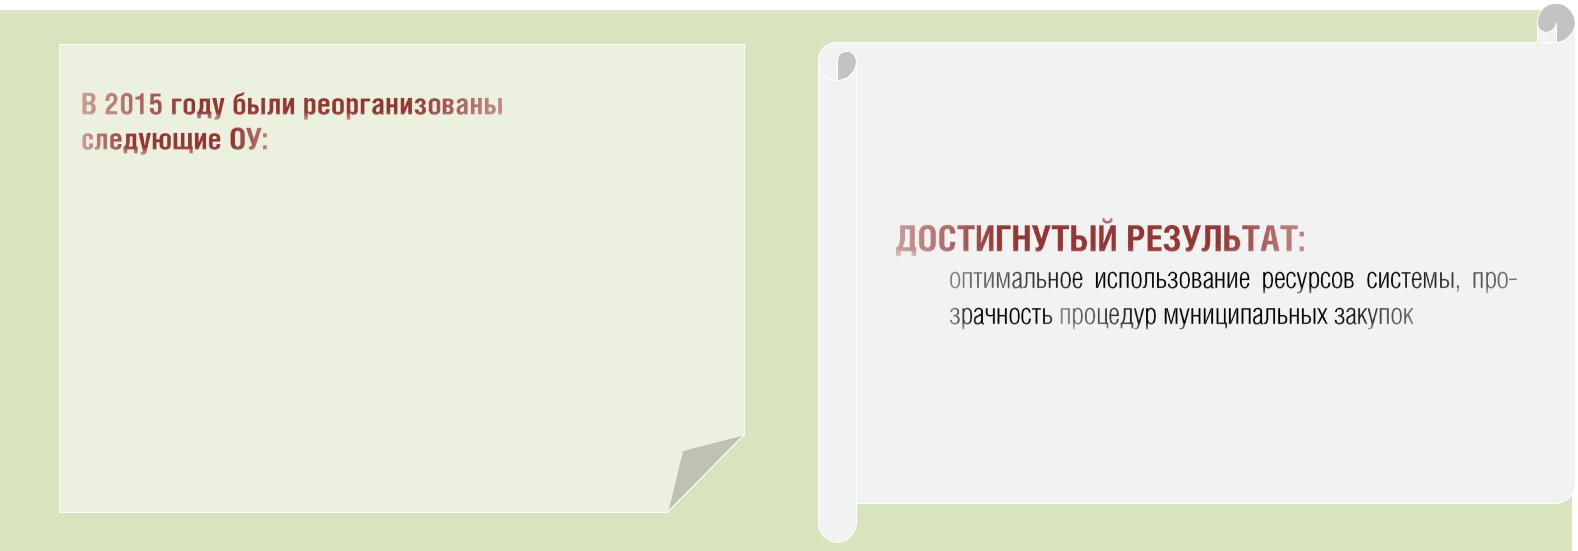 В 2015 году были реорганизованы
следующие ОУ:
ДОСТИГНУТЫЙ РЕЗУЛЬТАТ:
оптимальное использование ресурсов системы, про-
зрачность процедур муниципальных закупок